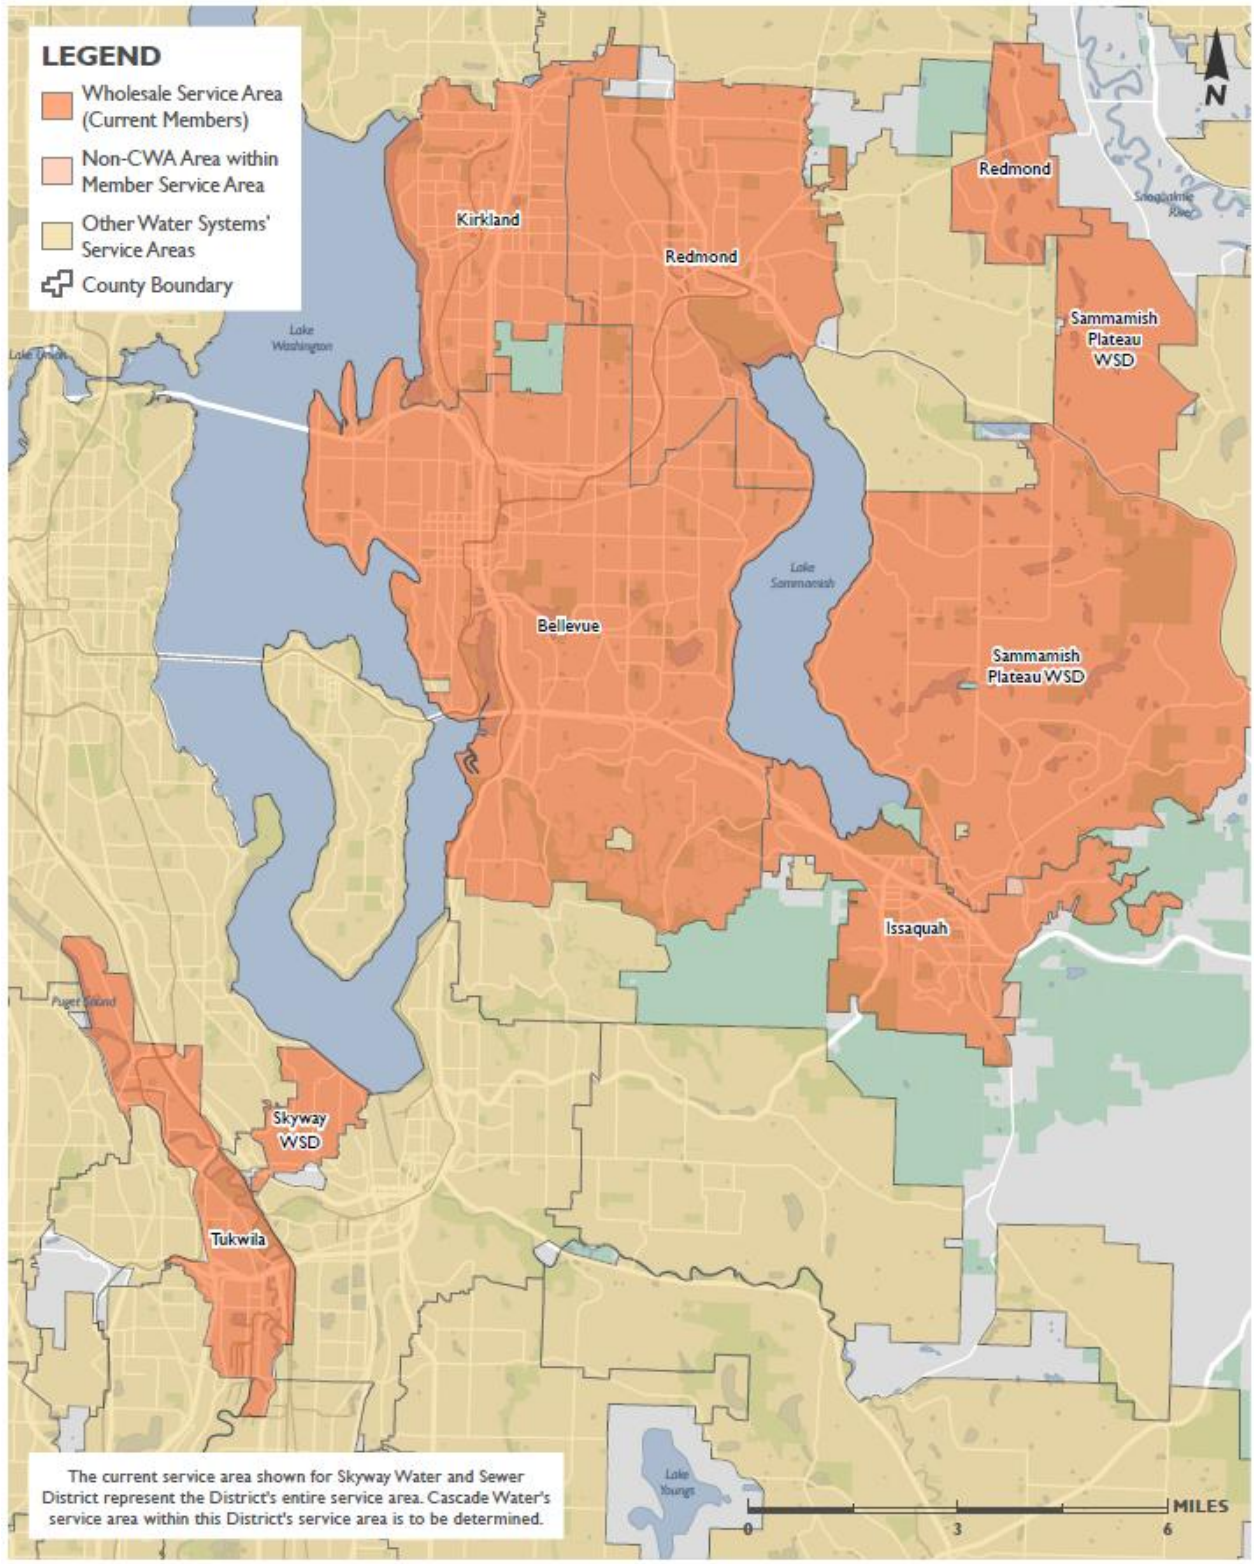 LEGEND
Wholesale Service Area
(Current Members)
Non-CWA Area within
Member Service Area
Other Water Systems'
Service Areas
County Boundary
N
Redmond
Snoqualmie
River
Kirkland
Redmond
Sammamish
Plateau
WSD
Lake
Washington
Lake Union
Lake
Sammamish
Bellevue
Sammamish
Plateau WSD
Issaquah
Puget Sound
Skyway
WSD
Tukwila
Lake
Youngs
The current service area shown for Skyway Water and Sewer
District represent the District's entire service area. Cascade Water's
service area within this District's service area is to be determined.
MILES
0 3 6